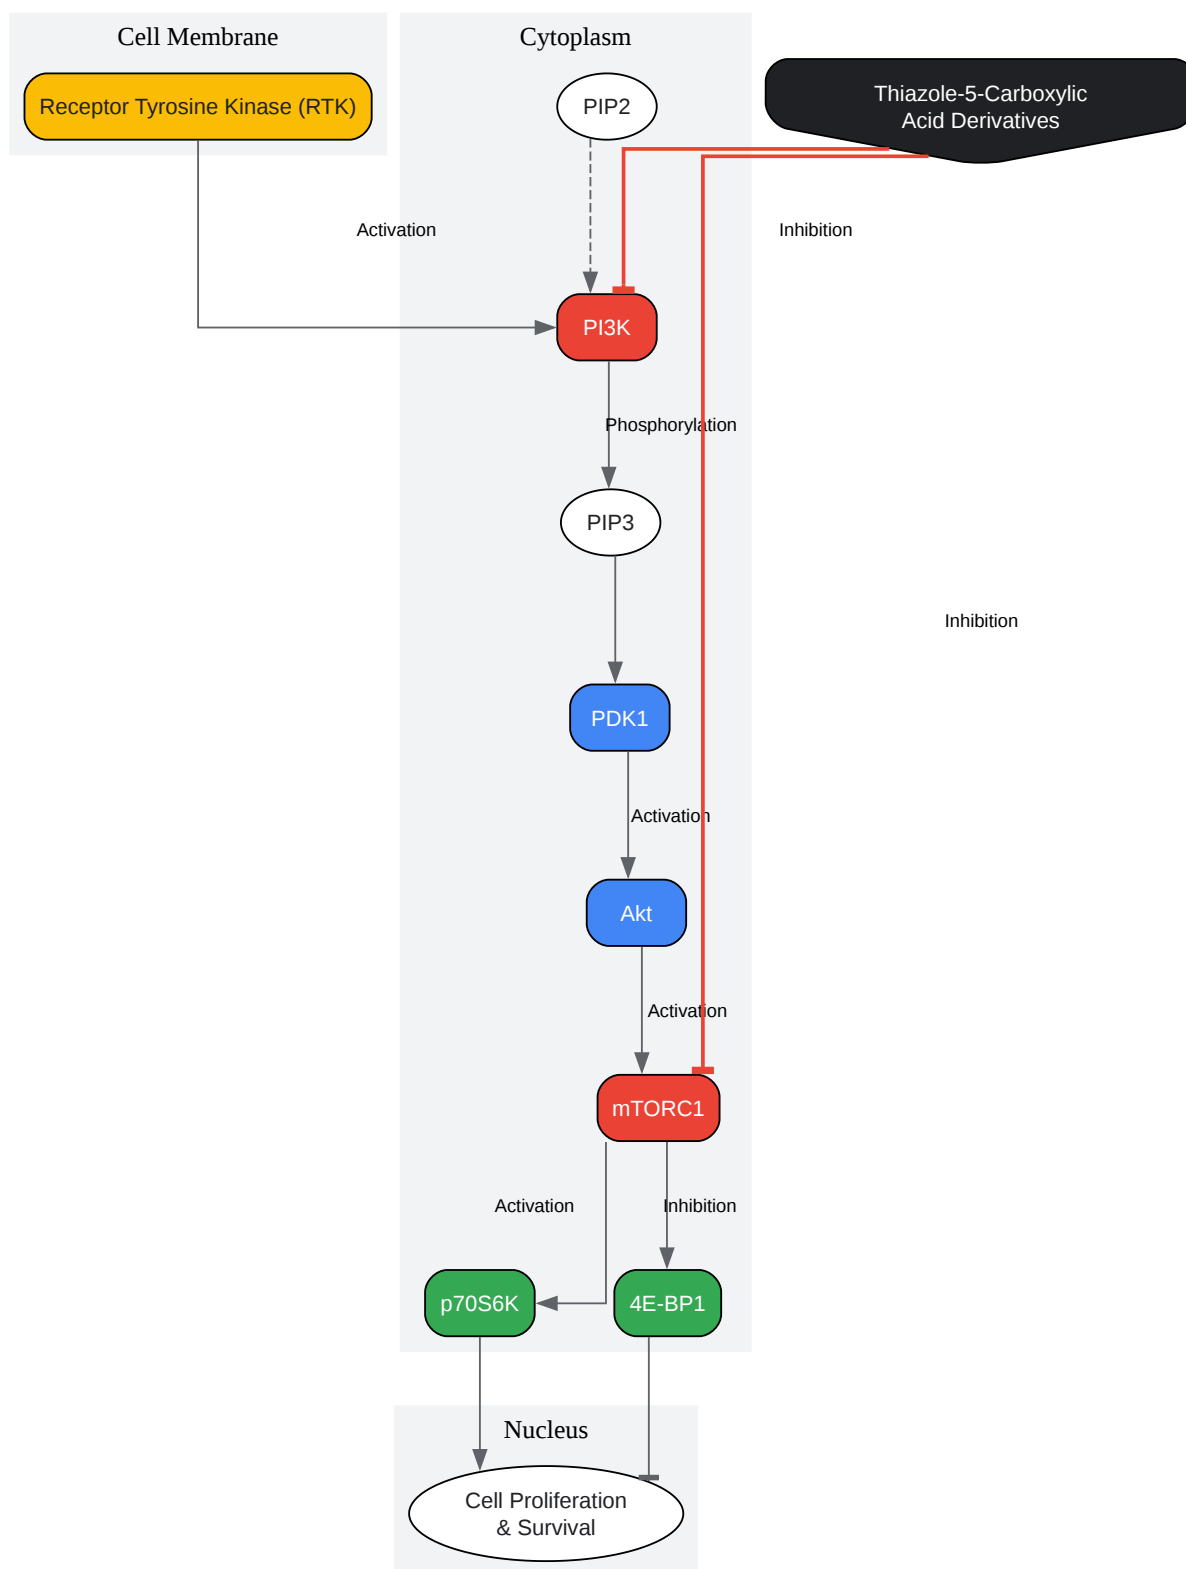 Cell Membrane
Cytoplasm
Receptor Tyrosine Kinase (RTK)
PIP2
Thiazole-5-Carboxylic
Acid Derivatives
Activation
Inhibition
PI3K
Phosphorylation
PIP3
Inhibition
PDK1
Activation
Akt
Activation
mTORC1
Activation
Inhibition
p70S6K
4E-BP1
Nucleus
Cell Proliferation
& Survival